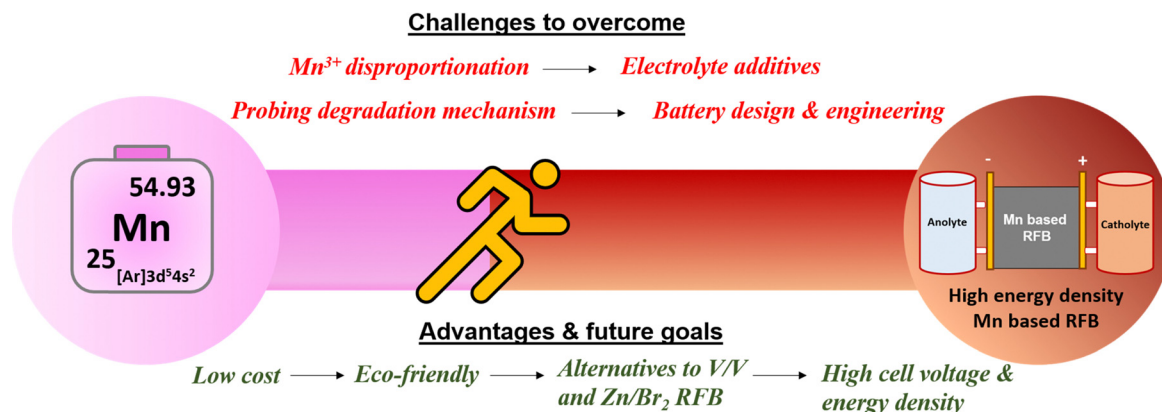 Challenges to overcome
Mn³⁺ disproportionation → Electrolyte additives
Probing degradation mechanism → Battery design & engineering
54.93
Mn
25
[Ar]3d⁵4s²
- +
Anolyte
Mn based
RFB
Catholyte
High energy density
Mn based RFB
Advantages & future goals
Low cost → Eco-friendly → Alternatives to V/V → High cell voltage &
and Zn/Br₂ RFB energy density